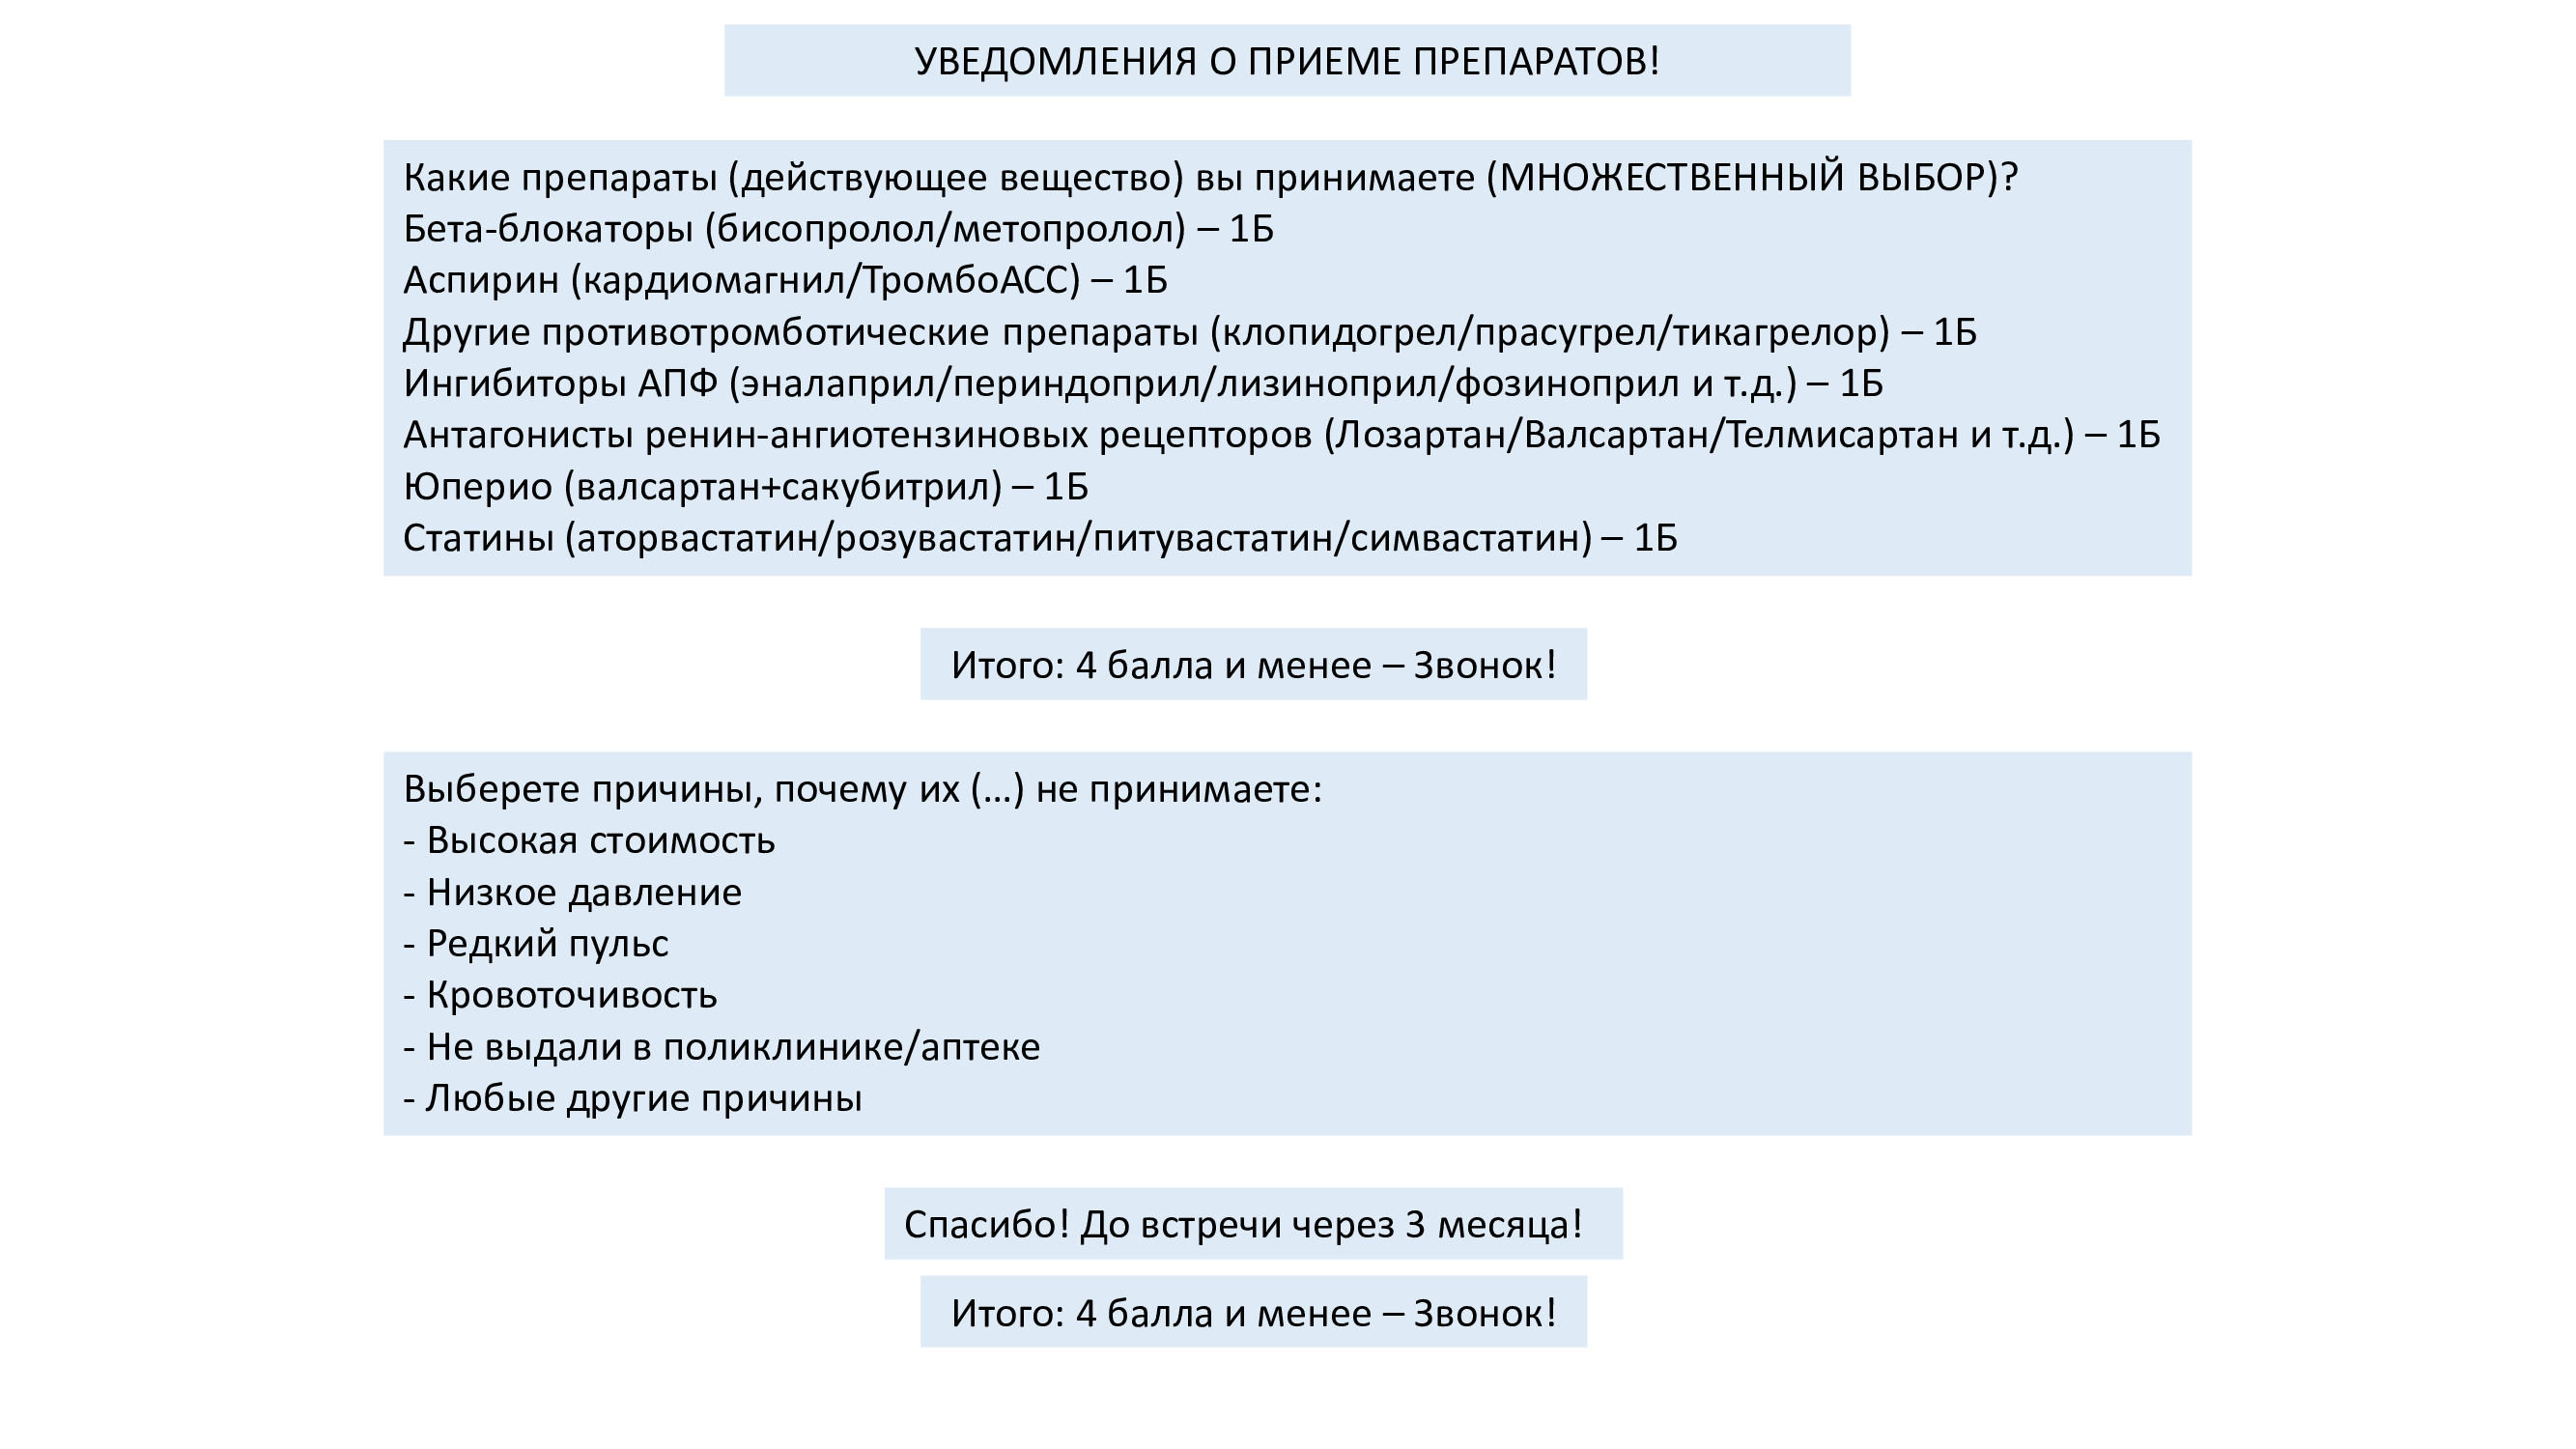 УВЕДОМЛЕНИЯ О ПРИЕМЕ ПРЕПАРАТОВ!
Какие препараты (действующее вещество) вы принимаете (МНОЖЕСТВЕННЫЙ ВЫБОР)?
Бета-блокаторы (бисопролол/метопролол) – 1Б
Аспирин (кардиомагнил/ТромбоАСС) – 1Б
Другие противотромботические препараты (клопидогрел/прасугрел/тикагрелор) – 1Б
Ингибиторы АПФ (эналаприл/периндоприл/лизиноприл/фозиноприл и т.д.) – 1Б
Антагонисты ренин-ангиотензиновых рецепторов (Лозартан/Валсартан/Телмисартан и т.д.) – 1Б
Юперио (валсартан+сакубитрил) – 1Б
Статины (аторвастатин/розувастатин/питувастатин/симвастатин) – 1Б
Итого: 4 балла и менее – Звонок!
Выберете причины, почему их (…) не принимаете:
- Высокая стоимость
- Низкое давление
- Редкий пульс
- Кровоточивость
- Не выдали в поликлинике/аптеке
- Любые другие причины
Спасибо! До встречи через 3 месяца!
Итого: 4 балла и менее – Звонок!